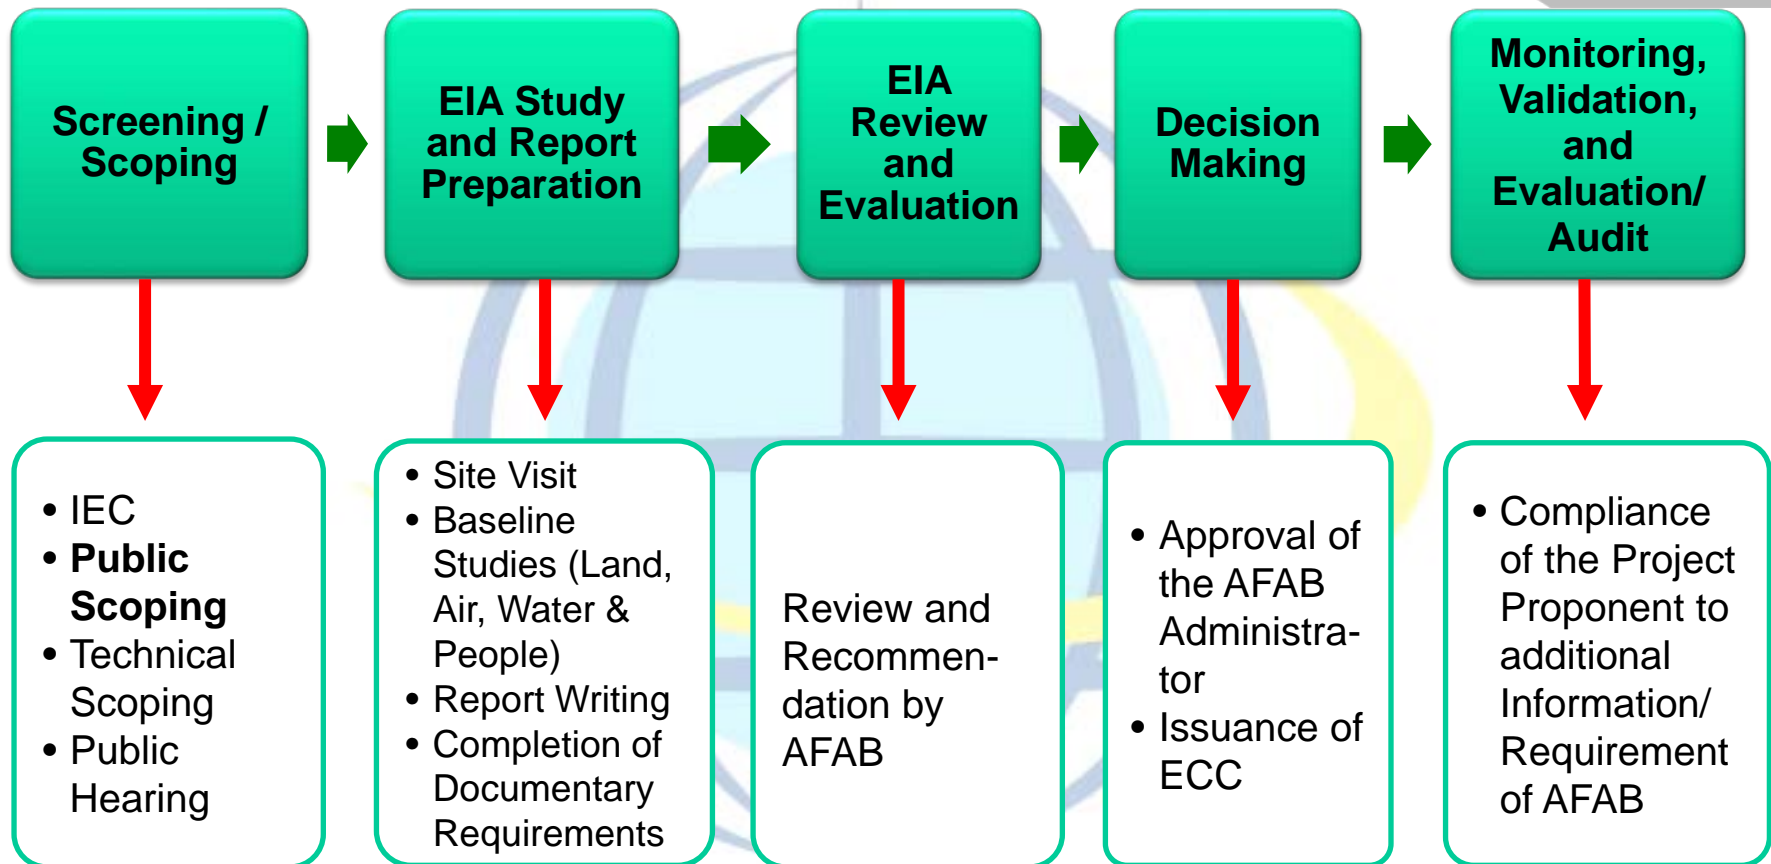 Screening /
Scoping
EIA Study
and Report
Preparation
EIA
Review
and
Evaluation
Decision
Making
Monitoring,
Validation,
and
Evaluation/
Audit
• IEC
• Public
Scoping
• Technical
Scoping
• Public
Hearing
• Site Visit
• Baseline
Studies (Land,
Air, Water &
People)
• Report Writing
• Completion of
Documentary
Requirements
Review and
Recommen-
dation by
AFAB
• Approval of
the AFAB
Administra-
tor
• Issuance of
ECC
• Compliance
of the Project
Proponent to
additional
Information/
Requirement
of AFAB